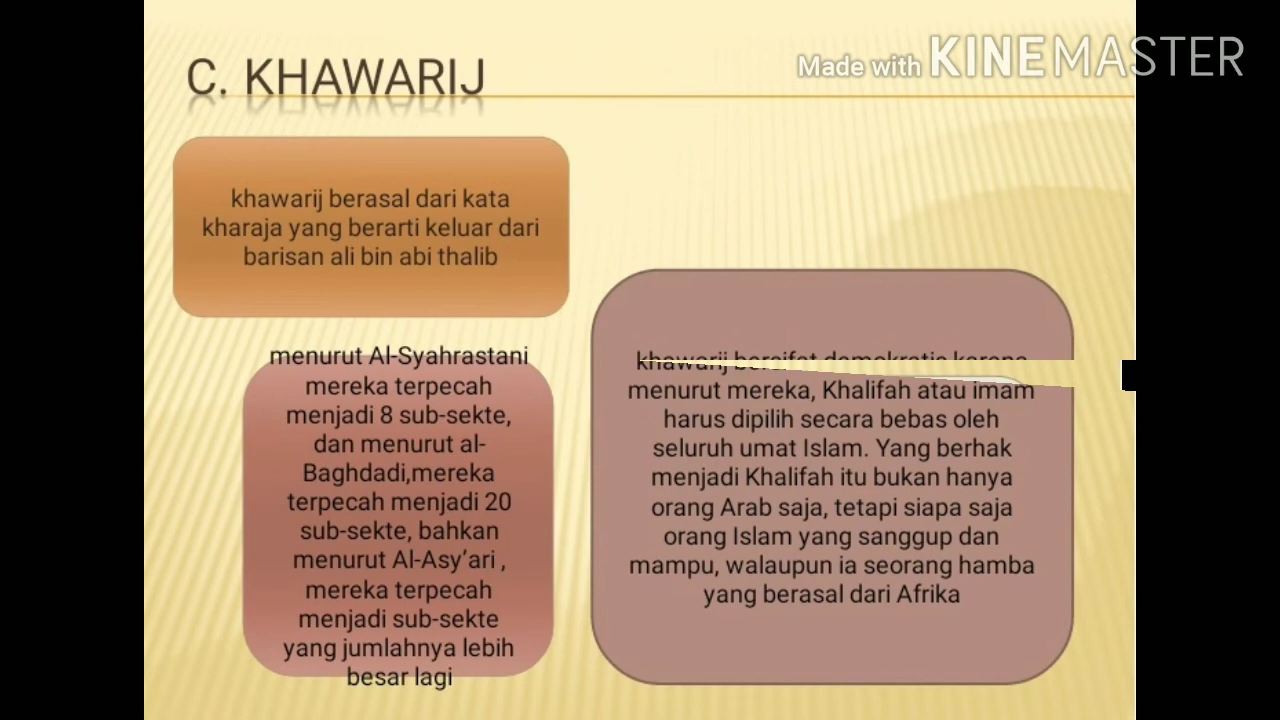 Made with KINEMASTER
C. KHAWARIJ
khawarij berasal dari kata
kharaja yang berarti keluar dari
barisan ali bin abi thalib
menurut Al-Syahrastani
mereka terpecah
menjadi 8 sub-sekte,
dan menurut al-
Baghdadi,mereka
terpecah menjadi 20
sub-sekte, bahkan
menurut Al-Asy’ari ,
mereka terpecah
menjadi sub-sekte
yang jumlahnya lebih
besar lagi
khawarij bersifat demokratis karena
menurut mereka, Khalifah atau imam
harus dipilih secara bebas oleh
seluruh umat Islam. Yang berhak
menjadi Khalifah itu bukan hanya
orang Arab saja, tetapi siapa saja
orang Islam yang sanggup dan
mampu, walaupun ia seorang hamba
yang berasal dari Afrika